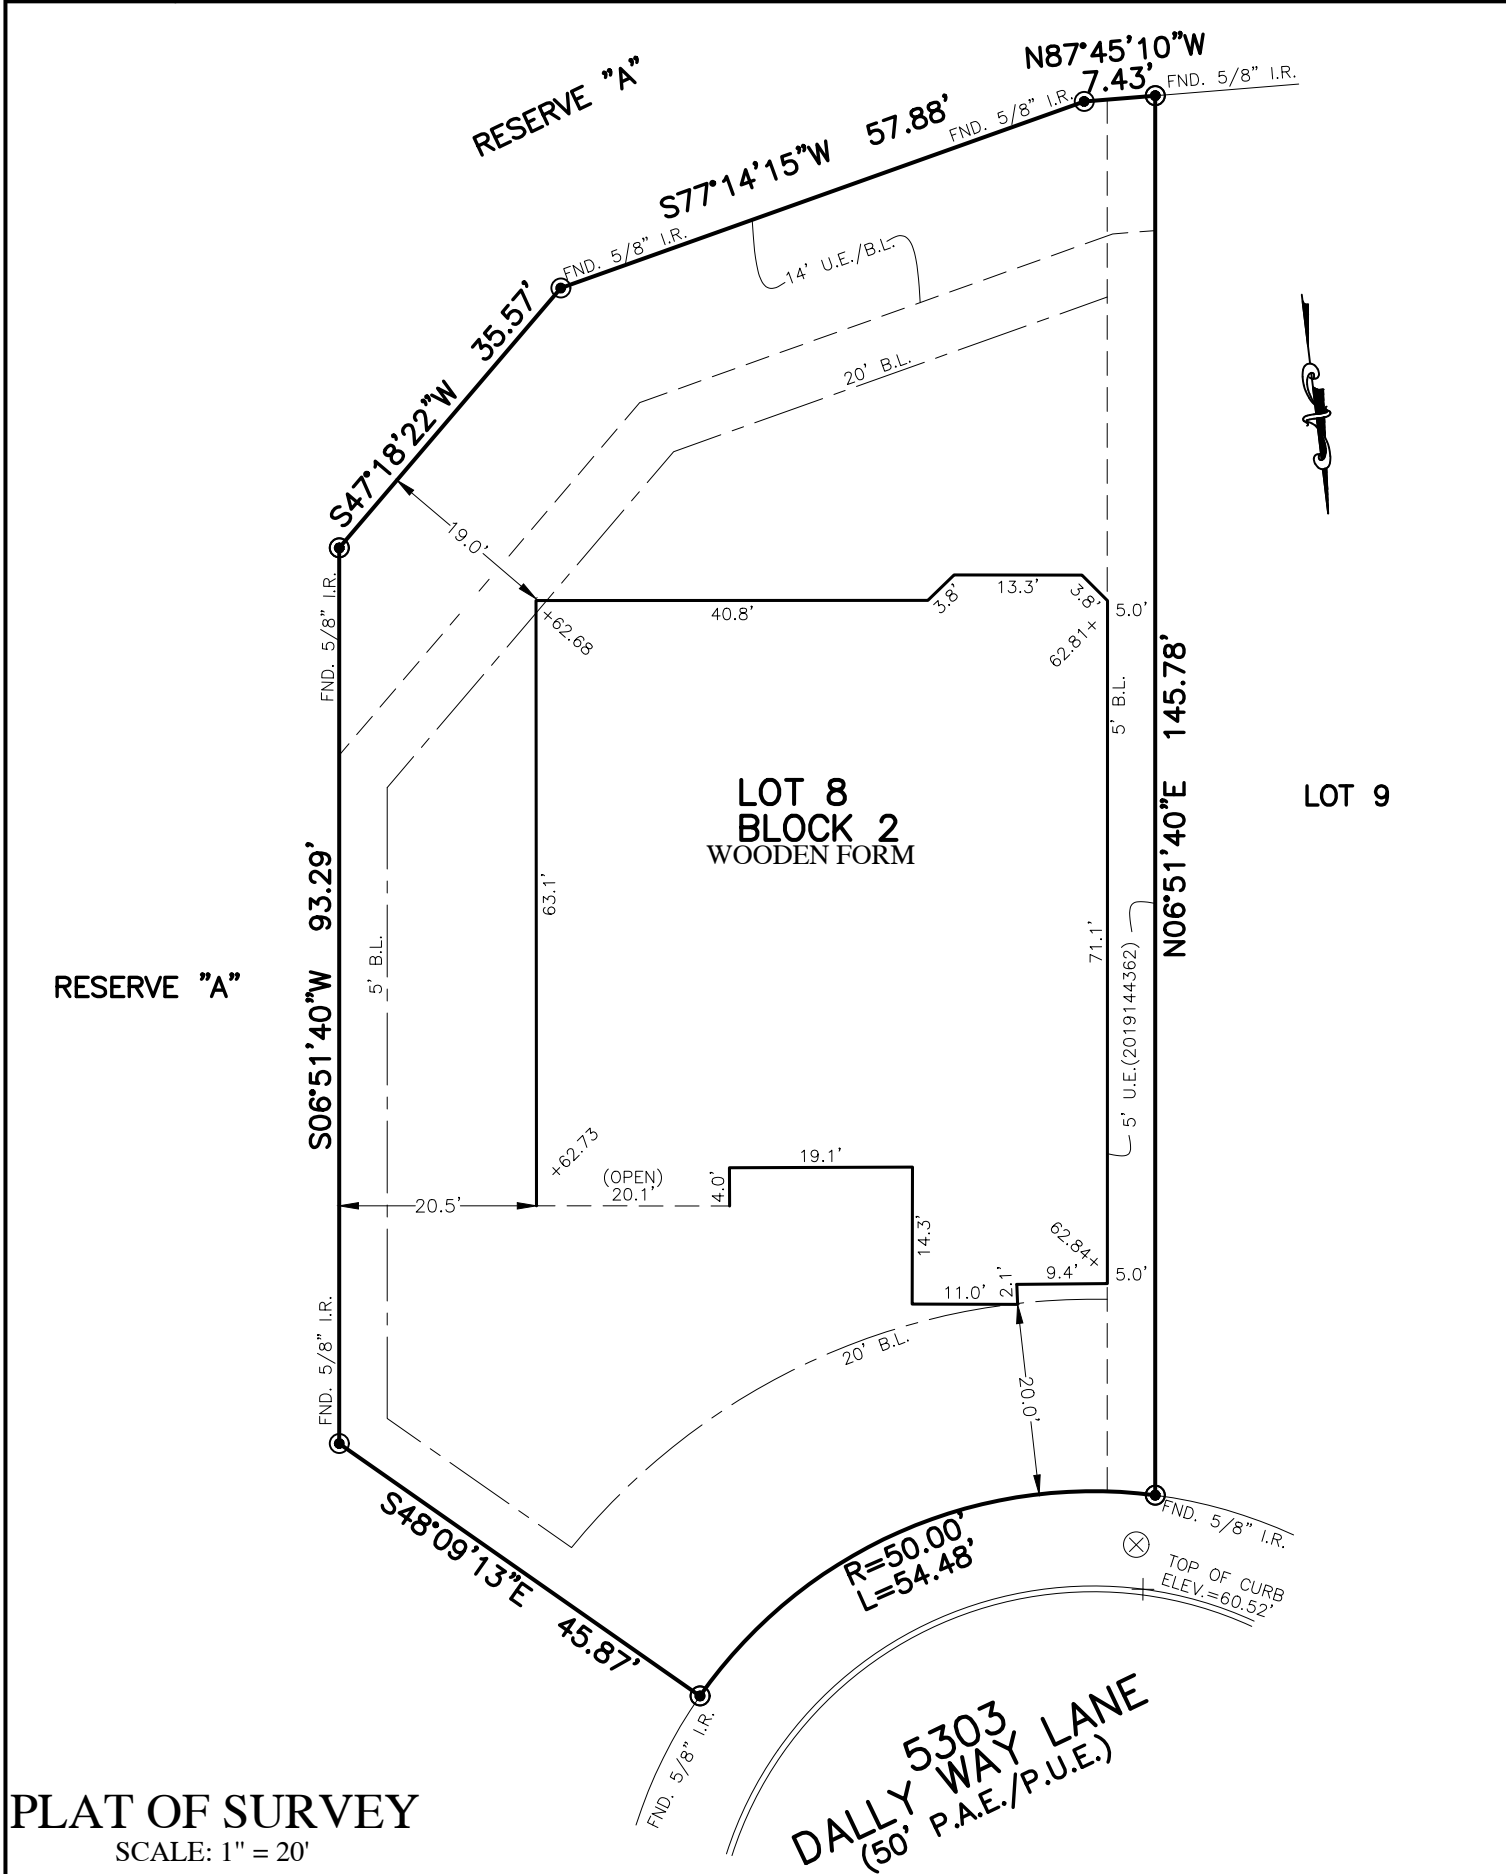 N87°45'10"W
7.43'
FND. 5/8" I.R.
RESERVE "A"
FND. 5/8" I.R.
S77°14'15"W 57.88'
FND. 5/8" I.R.
14' U.E./B.L.
20' B.L.
S47°18'22"W 35.57'
19.0'
FND. 5/8" I.R.
40.8'
3.8'
13.3'
3.8'
5.0'
+62.68
62.81+
5' B.L.
N06°51'40"E 145.78'
LOT 8
BLOCK 2
WOODEN FORM
LOT 9
63.1'
71.1'
5' U.E.(2019144362)
S06°51'40"W 93.29'
5' B.L.
RESERVE "A"
+62.73
(OPEN)
20.1'
4.0'
19.1'
20.5'
14.3'
62.84+
9.4'
5.0'
11.0'
2.1'
20' B.L.
20.0'
FND. 5/8" I.R.
S48°09'13"E 45.87'
R=50.00'
L=54.48'
FND. 5/8" I.R.
TOP OF CURB
ELEV.=60.52'
FND. 5/8" I.R.
5303
DALLY WAY LANE
(50' P.A.E./P.U.E.)
PLAT OF SURVEY
SCALE: 1" = 20'